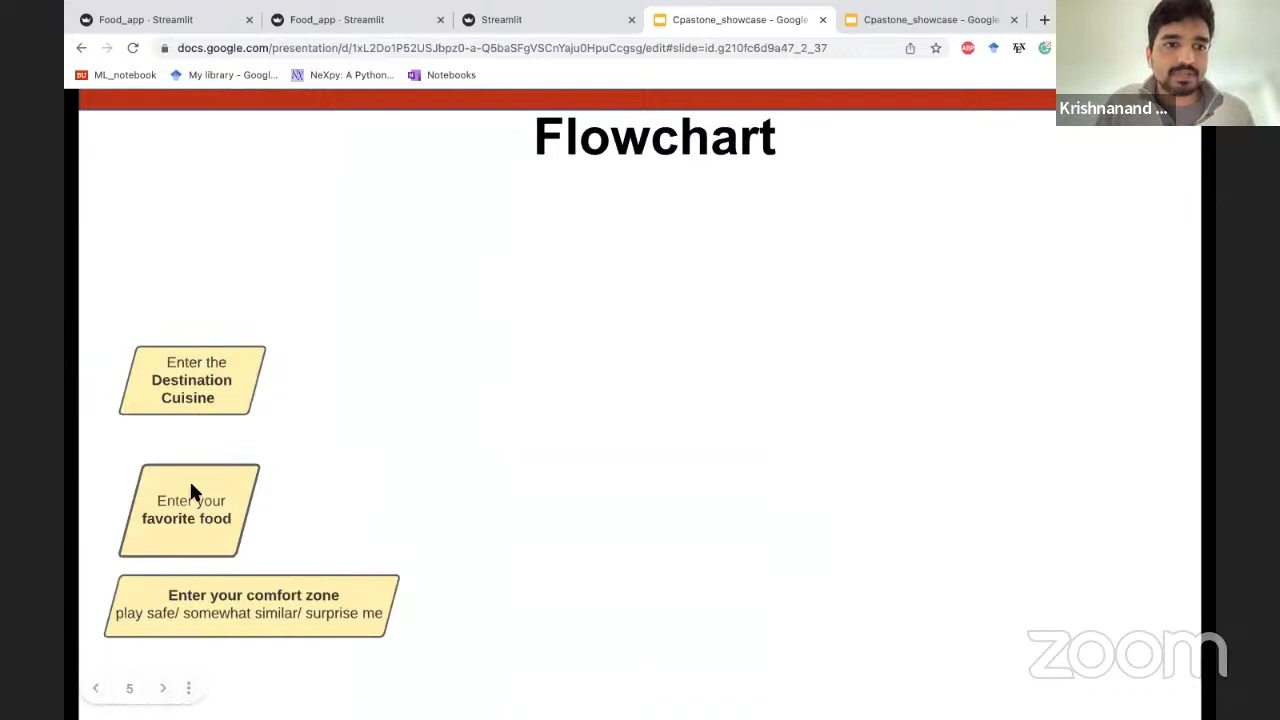 Food_app · Streamlit
Food_app · Streamlit
Streamlit
Cpastone_showcase - Google
Cpastone_showcase - Google
docs.google.com/presentation/d/1xL2Do1P52USJbpz0-a-Q5baSFgVSCnYaju0HpuCcgsg/edit#slide=id.g210fc6d9a47_2_37
ABP
BU ML_notebook
My library - Googl...
NeXpy: A Python...
Notebooks
Krishnanand ...
Flowchart
Enter the
Destination
Cuisine
Enter your
favorite food
Enter your comfort zone
play safe/ somewhat similar/ surprise me
5
zoom